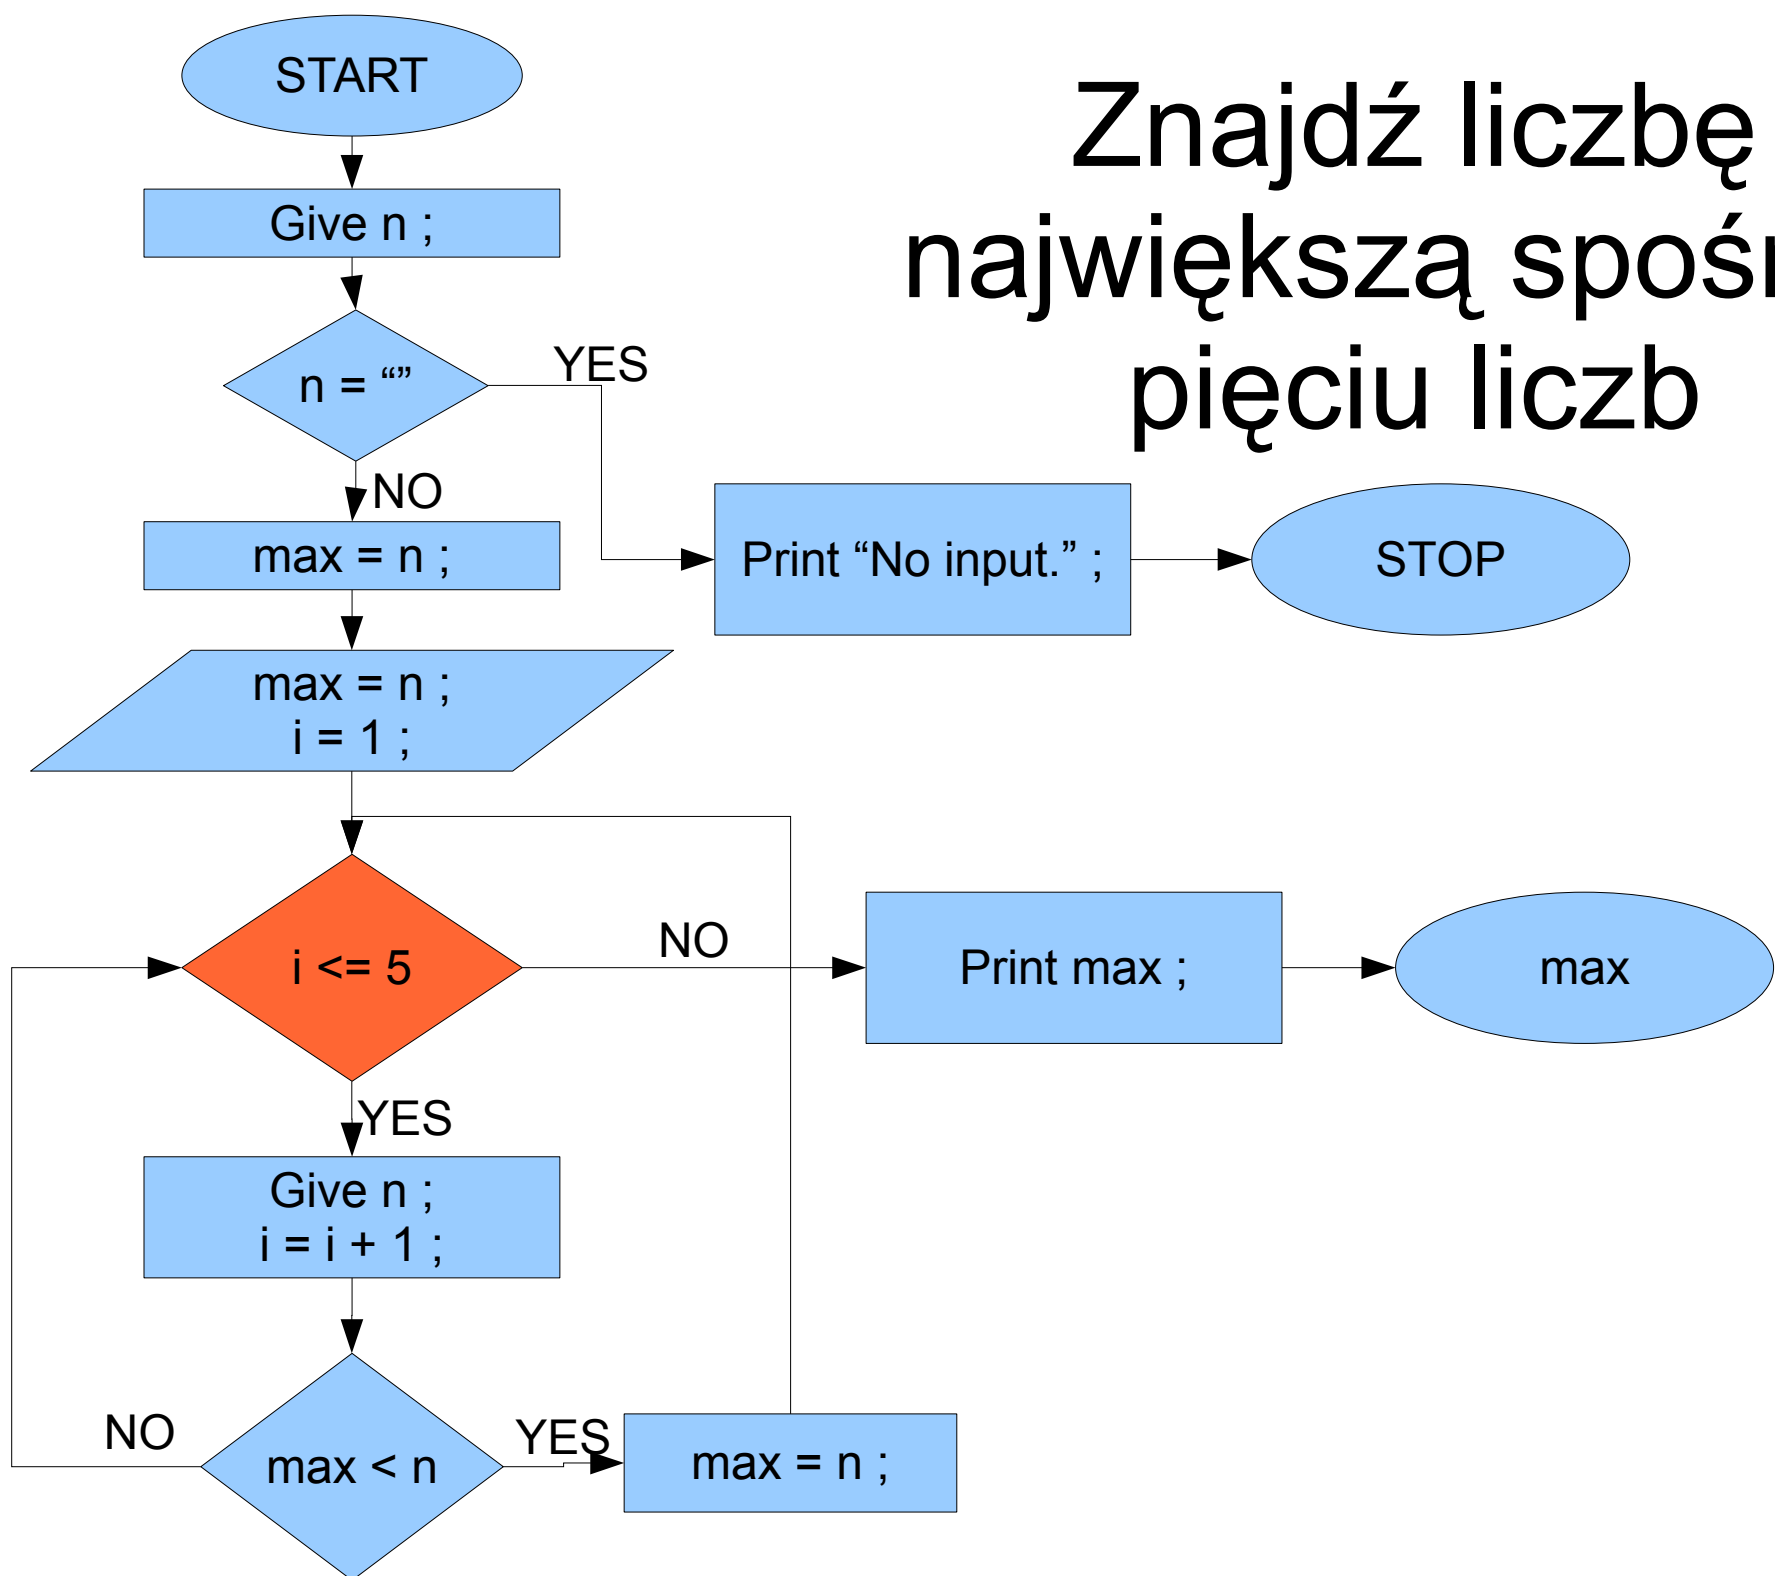 START
Znajdź liczbę
największą
pięciu liczb
Give n ;
n = “”
YES
NO
max = n ;
Print “No input.” ;
STOP
max = n ;
i = 1 ;
i <= 5
NO
Print max ;
max
YES
Give n ;
i = i + 1 ;
max < n
NO
YES
max = n ;